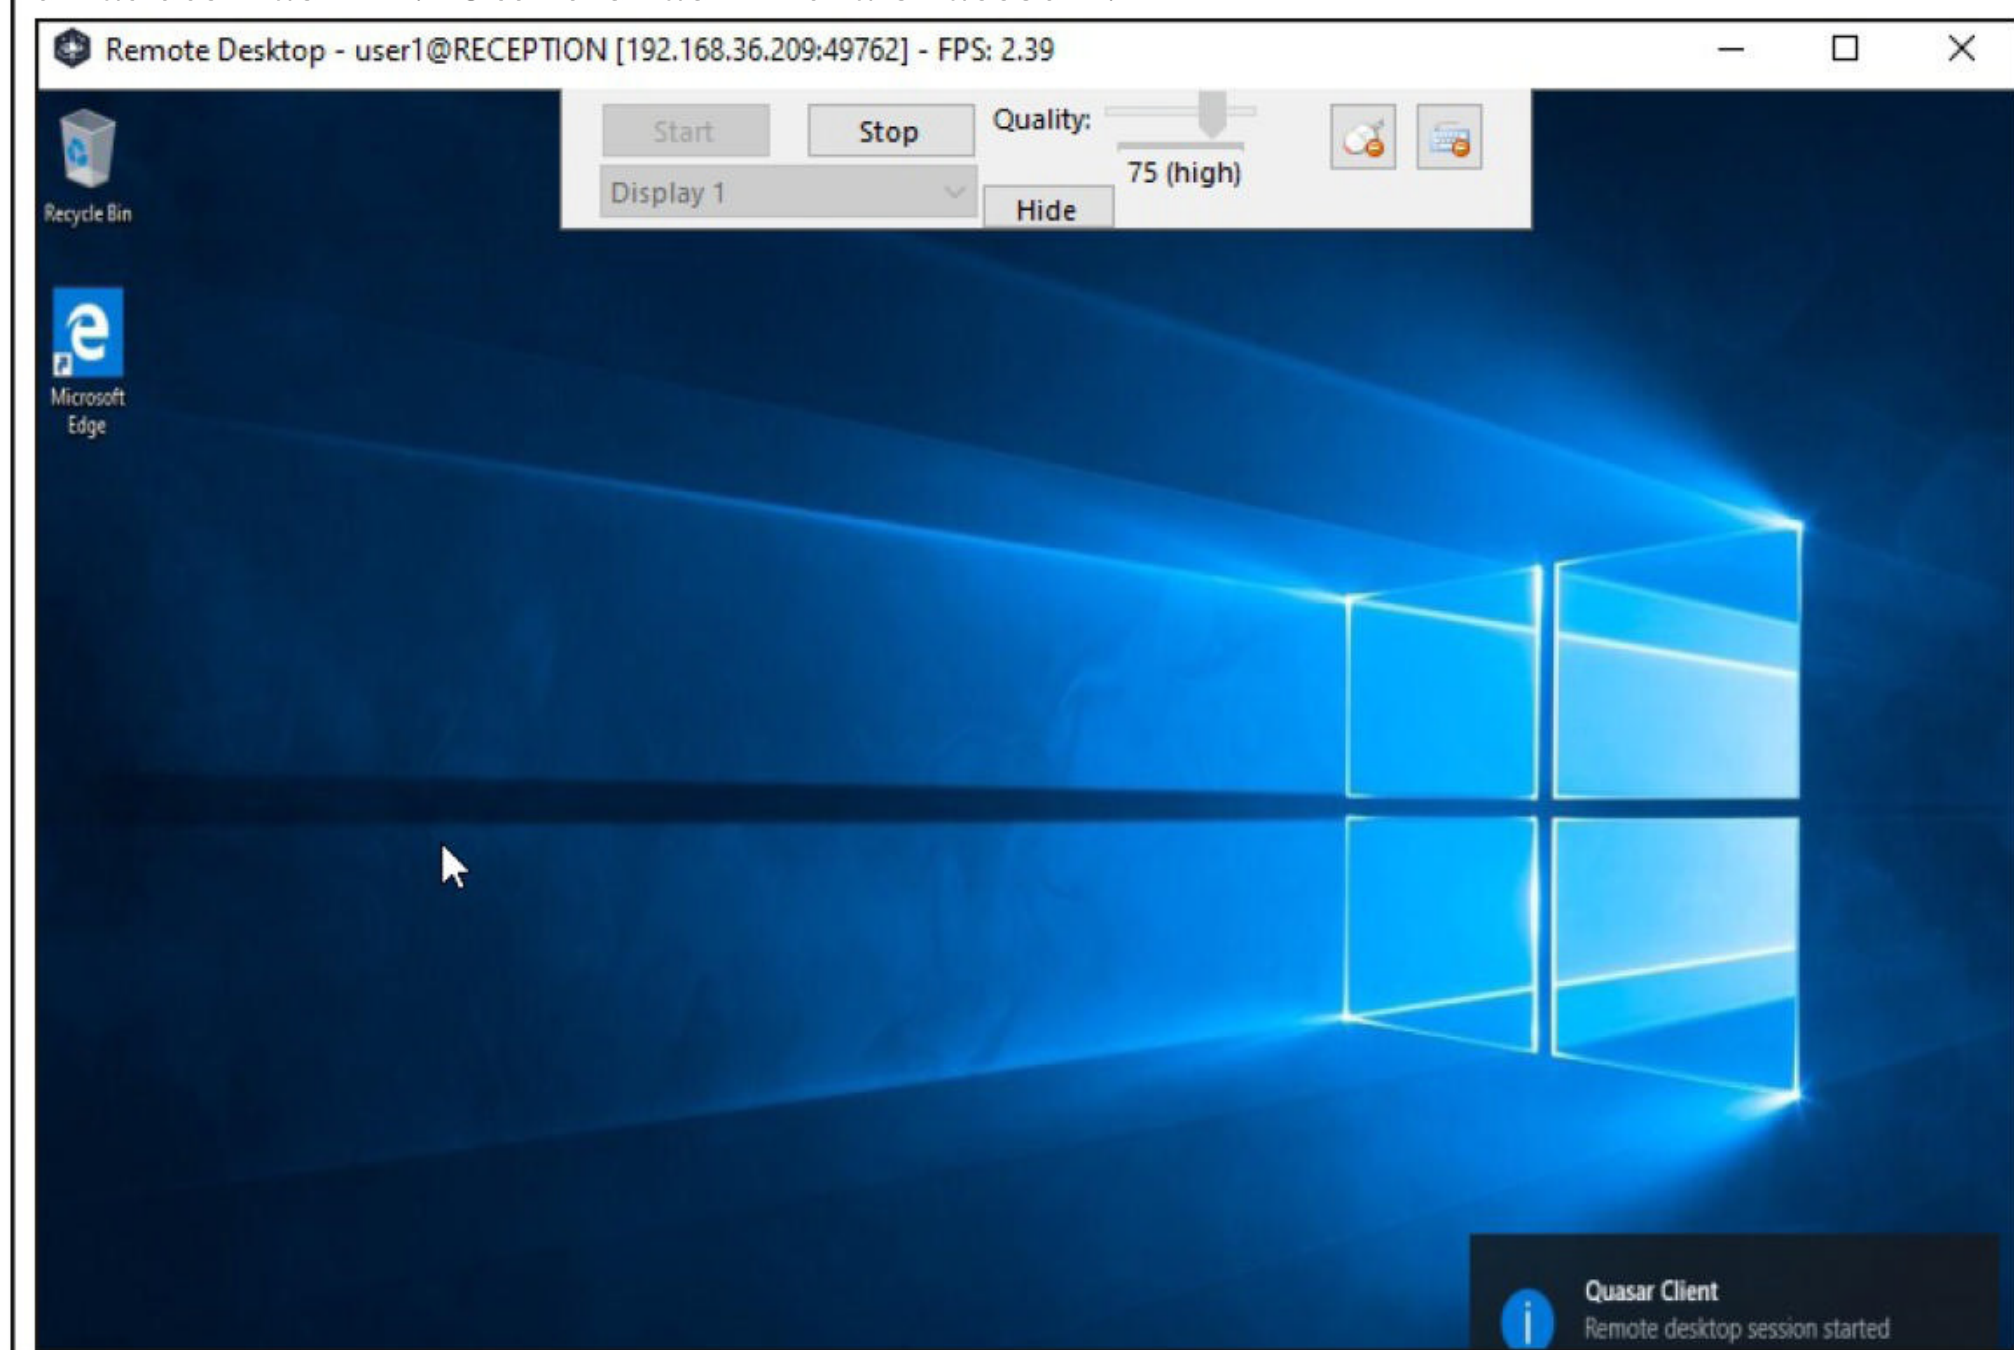 Remote Desktop - user1@RECEPTION [192.168.36.209:49762] - FPS: 2.39
Start
Stop
Quality:
75 (high)
Display 1
Hide
Recycle Bin
Microsoft
Edge
Quasar Client
Remote desktop session started